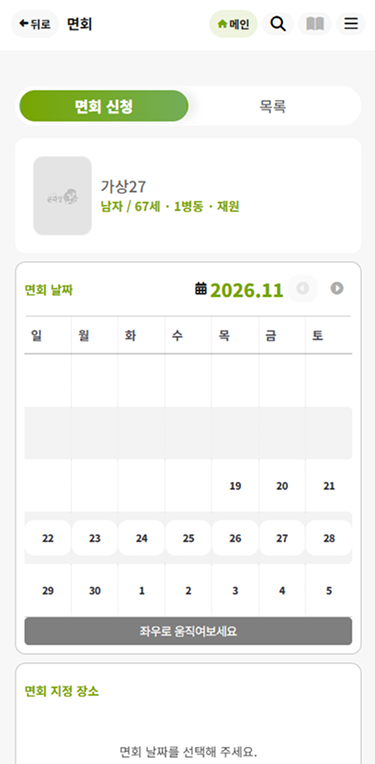 뒤로 면회 메인
면회 신청 목록
가상27
남자 / 67세 · 1병동 · 재원
면회 날짜 2026.11
일 월 화 수 목 금 토
19 20 21
22 23 24 25 26 27 28
29 30 1 2 3 4 5
좌우로 움직여보세요
면회 지정 장소
면회 날짜를 선택해 주세요.